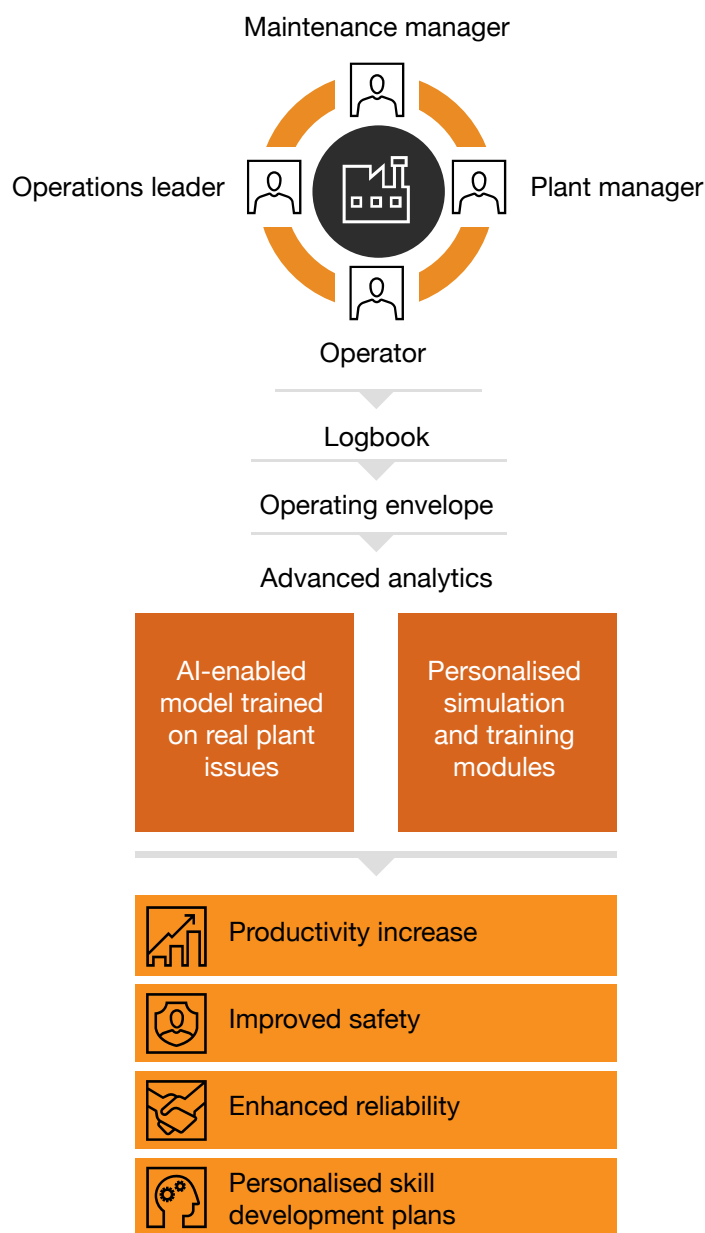 Maintenance manager
Operations leader
Plant manager
Operator
Logbook
Operating envelope
Advanced analytics
AI-enabled
model trained
on real plant
issues
Personalised
simulation
and training
modules
Productivity increase
Improved safety
Enhanced reliability
Personalised skill
development plans